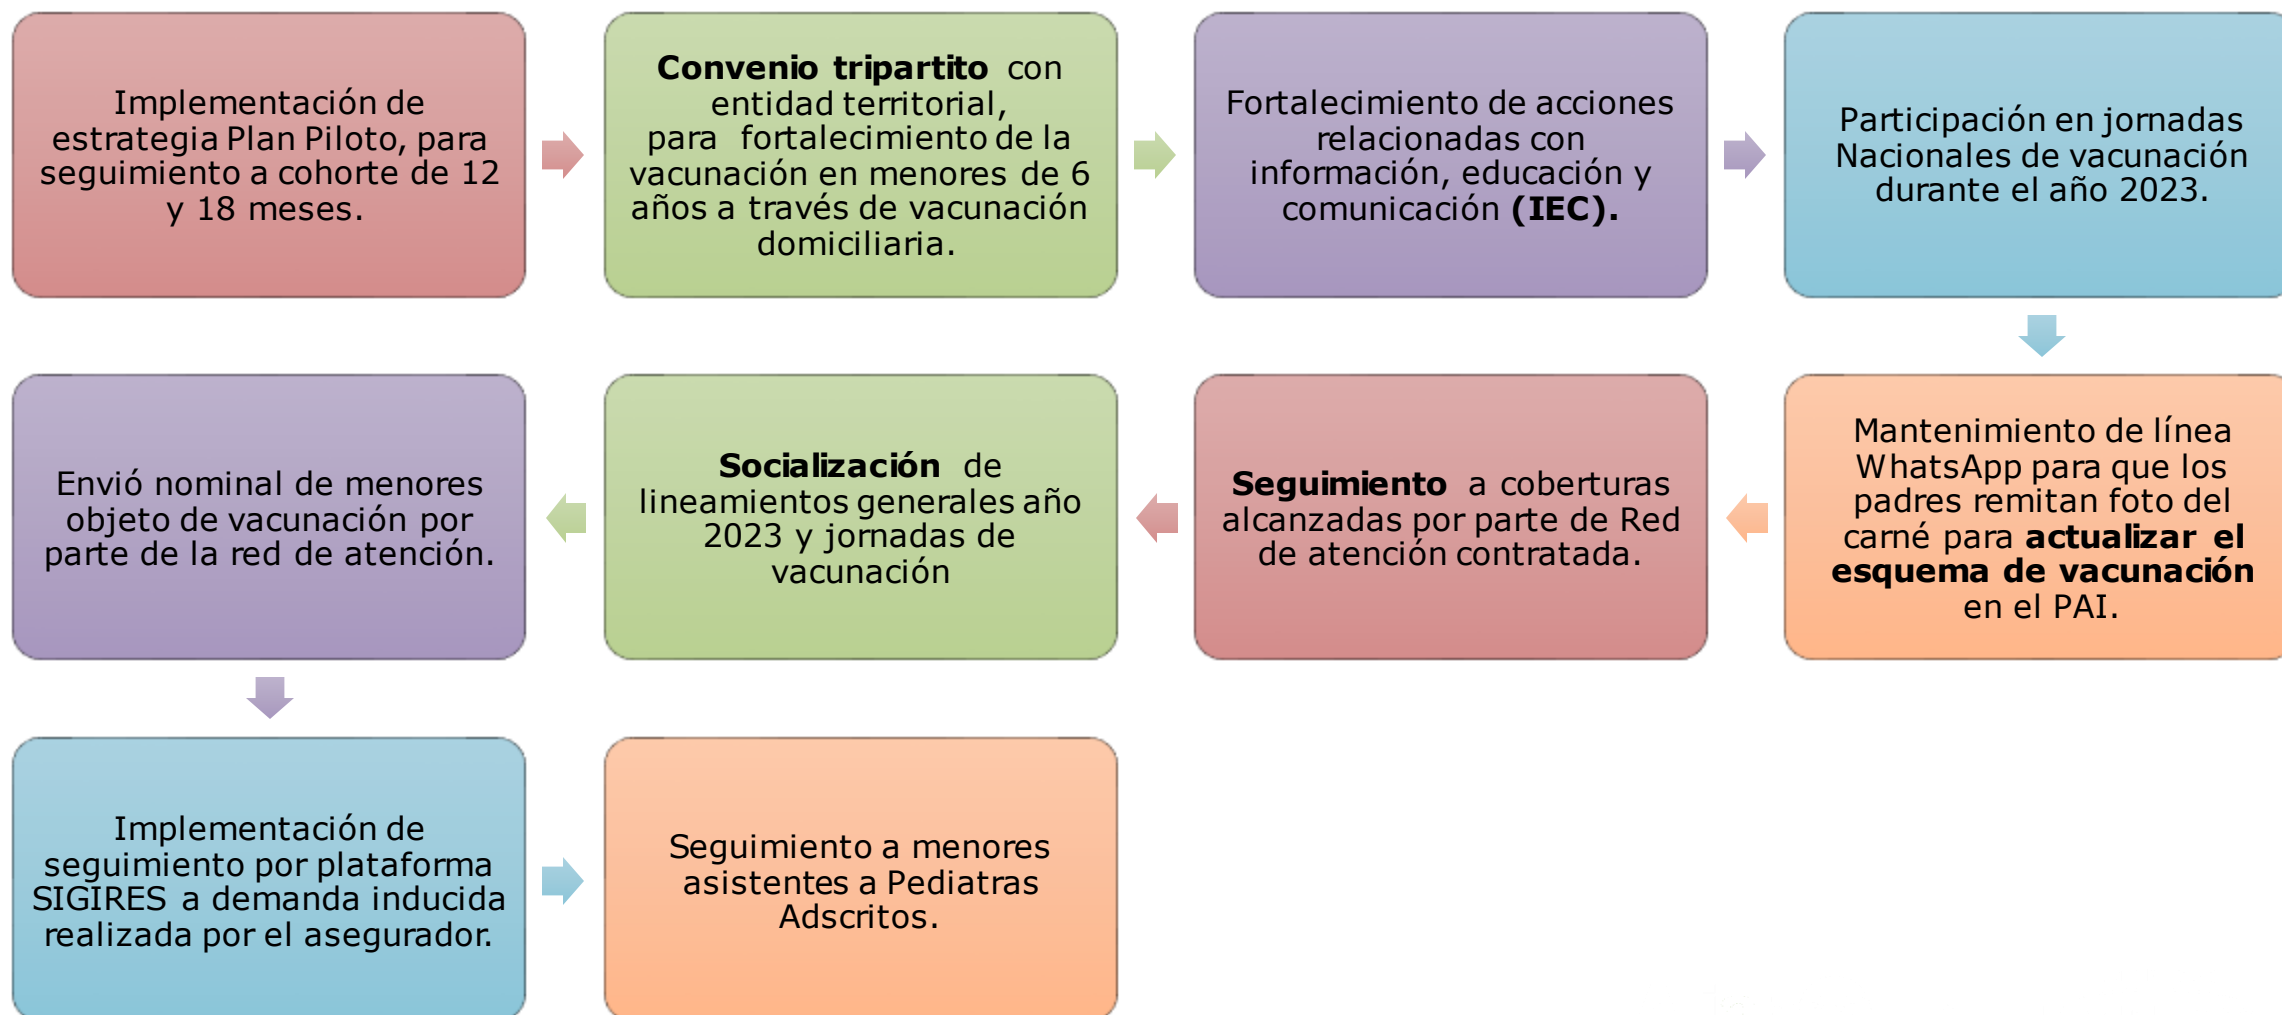 Implementación de
estrategia Plan Piloto, para
seguimiento a cohorte de 12
y 18 meses.
Convenio tripartito con
entidad territorial,
para fortalecimiento de la
vacunación en menores de 6
años a través de vacunación
domiciliaria.
Fortalecimiento de acciones
relacionadas con
información, educación y
comunicación (IEC).
Participación en jornadas
Nacionales de vacunación
durante el año 2023.
Mantenimiento de línea
WhatsApp para que los
padres remitan foto del
carné para actualizar el
esquema de vacunación
en el PAI.
Seguimiento a coberturas
alcanzadas por parte de Red
de atención contratada.
Socialización de
lineamientos generales año
2023 y jornadas de
vacunación
Envió nominal de menores
objeto de vacunación por
parte de la red de atención.
Implementación de
seguimiento por plataforma
SIGIRES a demanda inducida
realizada por el asegurador.
Seguimiento a menores
asistentes a Pediatras
Adscritos.